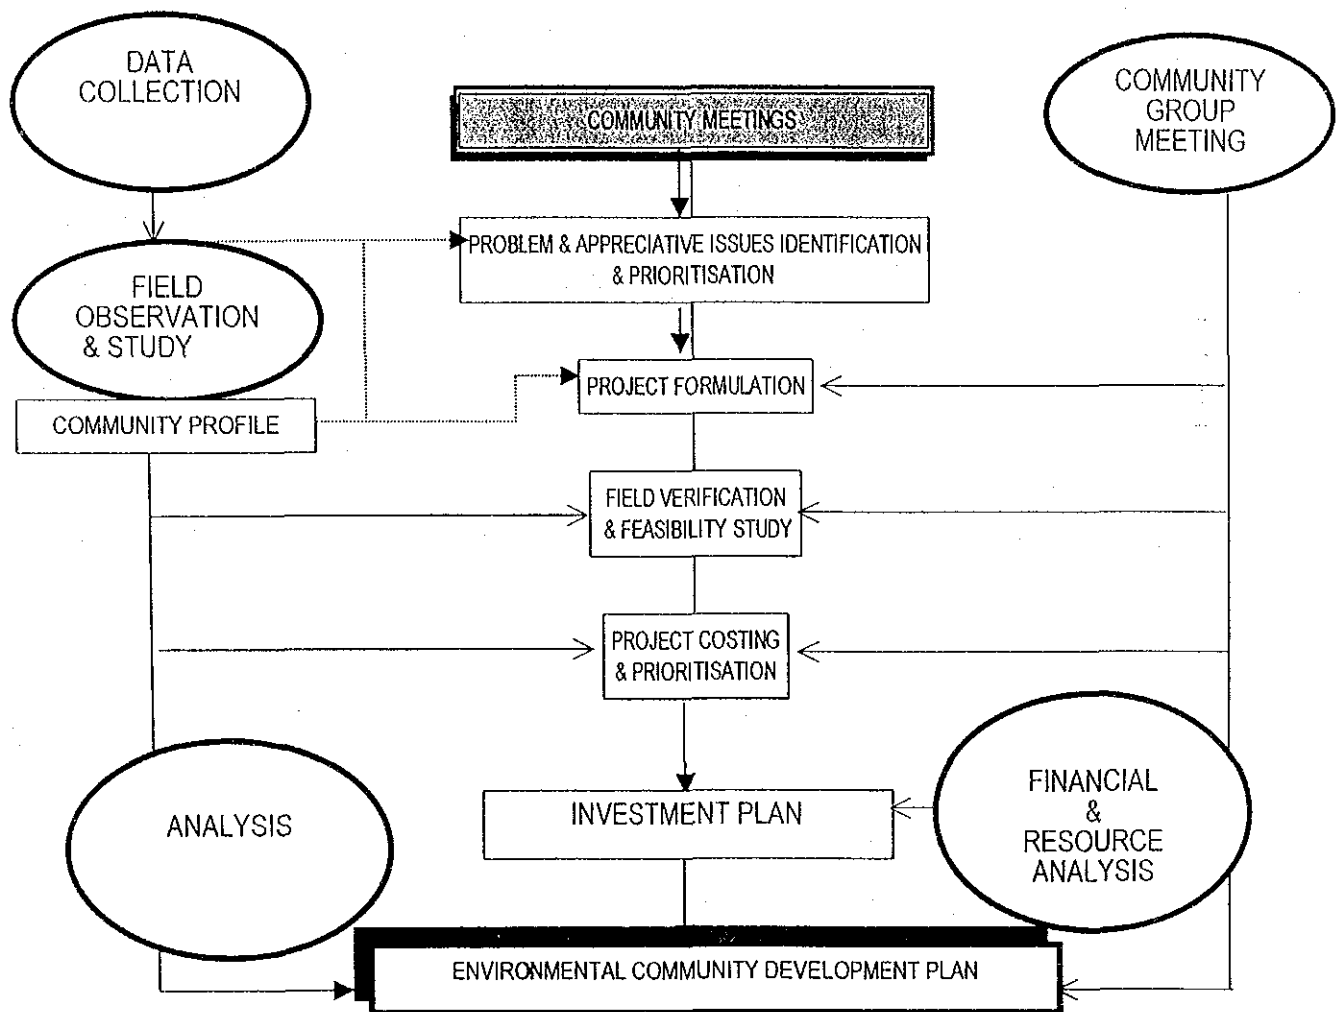 DATA
COLLECTION
COMMUNITY MEETINGS
COMMUNITY
GROUP
MEETING
PROBLEM & APPRECIATIVE ISSUES IDENTIFICATION
& PRIORITISATION
FIELD
OBSERVATION
& STUDY
PROJECT FORMULATION
COMMUNITY PROFILE
FIELD VERIFICATION
& FEASIBILITY STUDY
PROJECT COSTING
& PRIORITISATION
ANALYSIS
INVESTMENT PLAN
FINANCIAL
&
RESOURCE
ANALYSIS
ENVIRONMENTAL COMMUNITY DEVELOPMENT PLAN